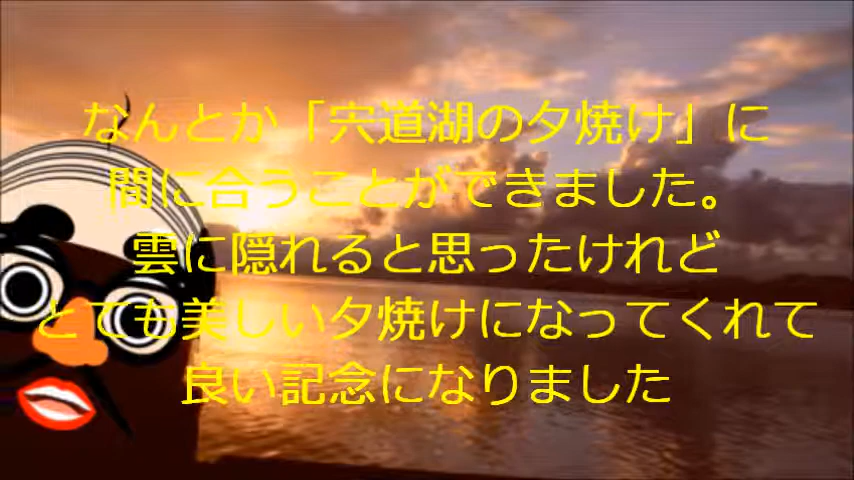 なんとか「宍道湖の夕焼け」に
間に合うことができました。
雲に隠れると思ったけれど
とても美しい夕焼けになってくれて
良い記念になりました